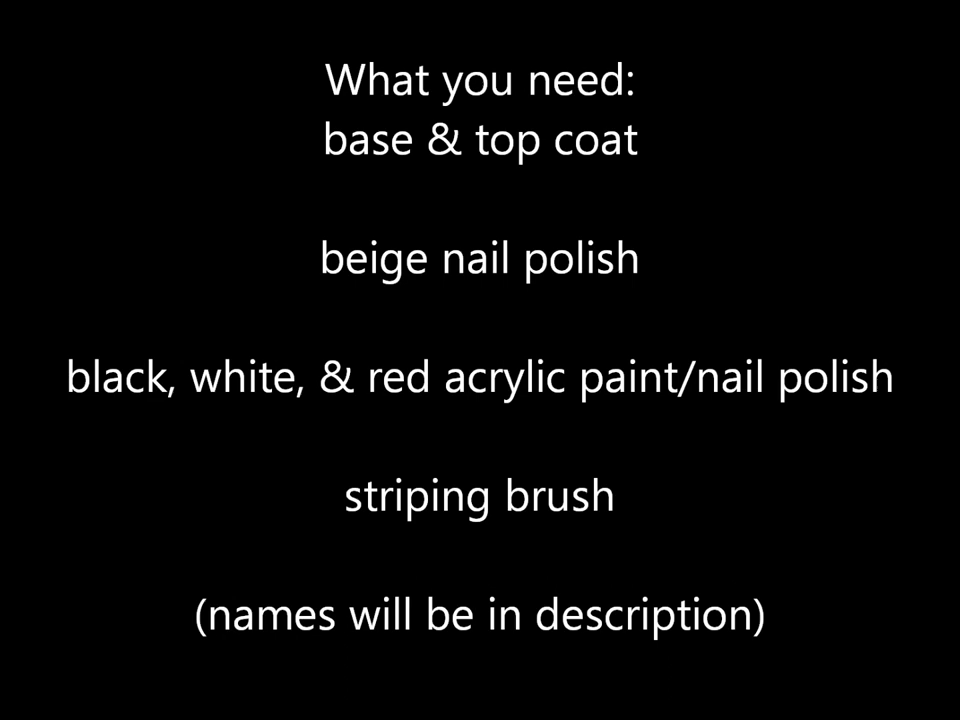 What you need:
base & top coat
beige nail polish
black, white, & red acrylic paint/nail polish
striping brush
(names will be in description)